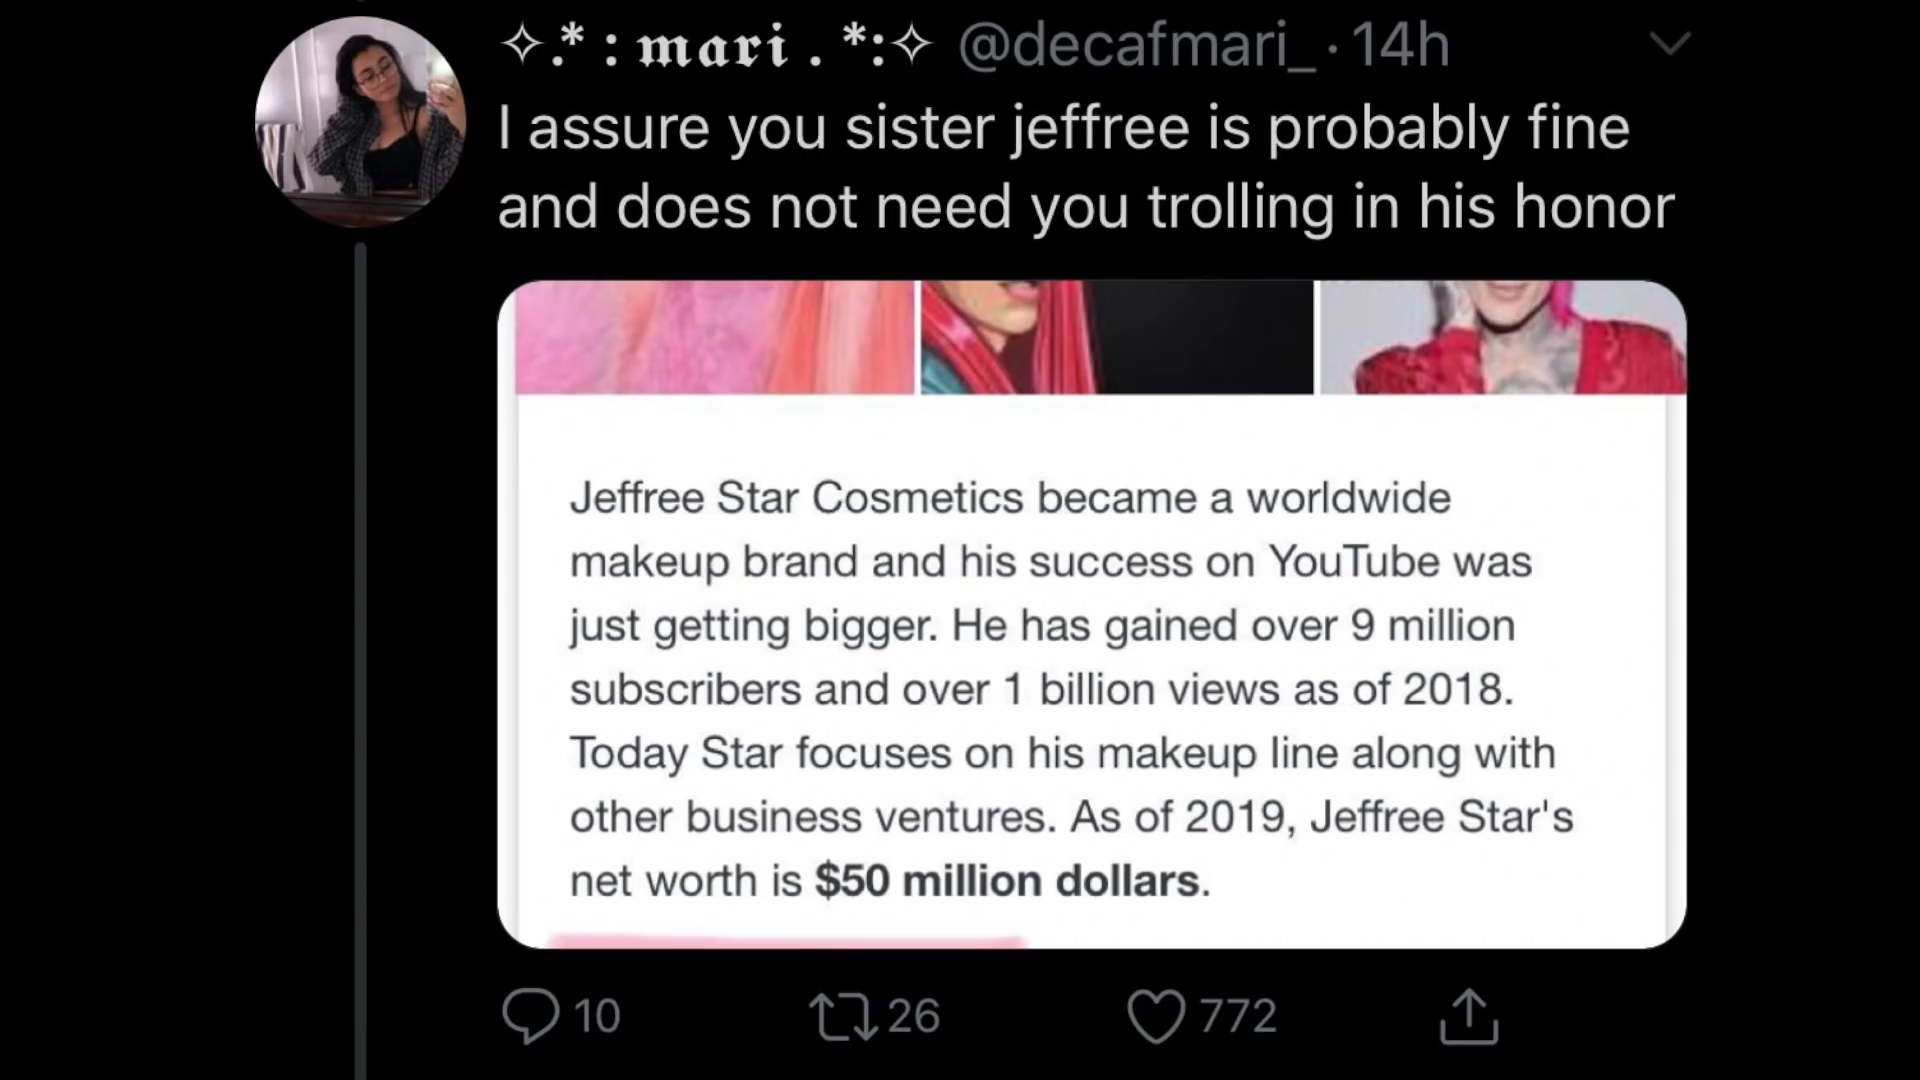 ✧.* : 𝖒𝖆𝖗𝖎 . *:✧ @decafmari_ · 14h
I assure you sister jeffree is probably fine
and does not need you trolling in his honor
Jeffree Star Cosmetics became a worldwide
makeup brand and his success on YouTube was
just getting bigger. He has gained over 9 million
subscribers and over 1 billion views as of 2018.
Today Star focuses on his makeup line along with
other business ventures. As of 2019, Jeffree Star's
net worth is $50 million dollars.
10 26 772